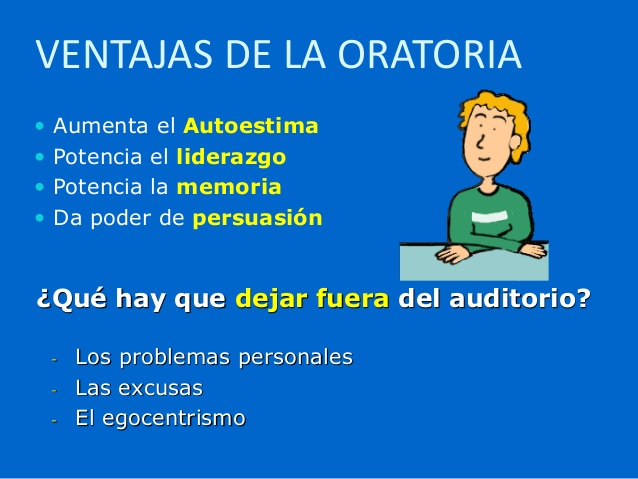 VENTAJAS DE LA ORATORIA
• Aumenta el Autoestima
• Potencia el liderazgo
• Potencia la memoria
• Da poder de persuasión
¿Qué hay que dejar fuera del auditorio?
- Los problemas personales
- Las excusas
- El egocentrismo